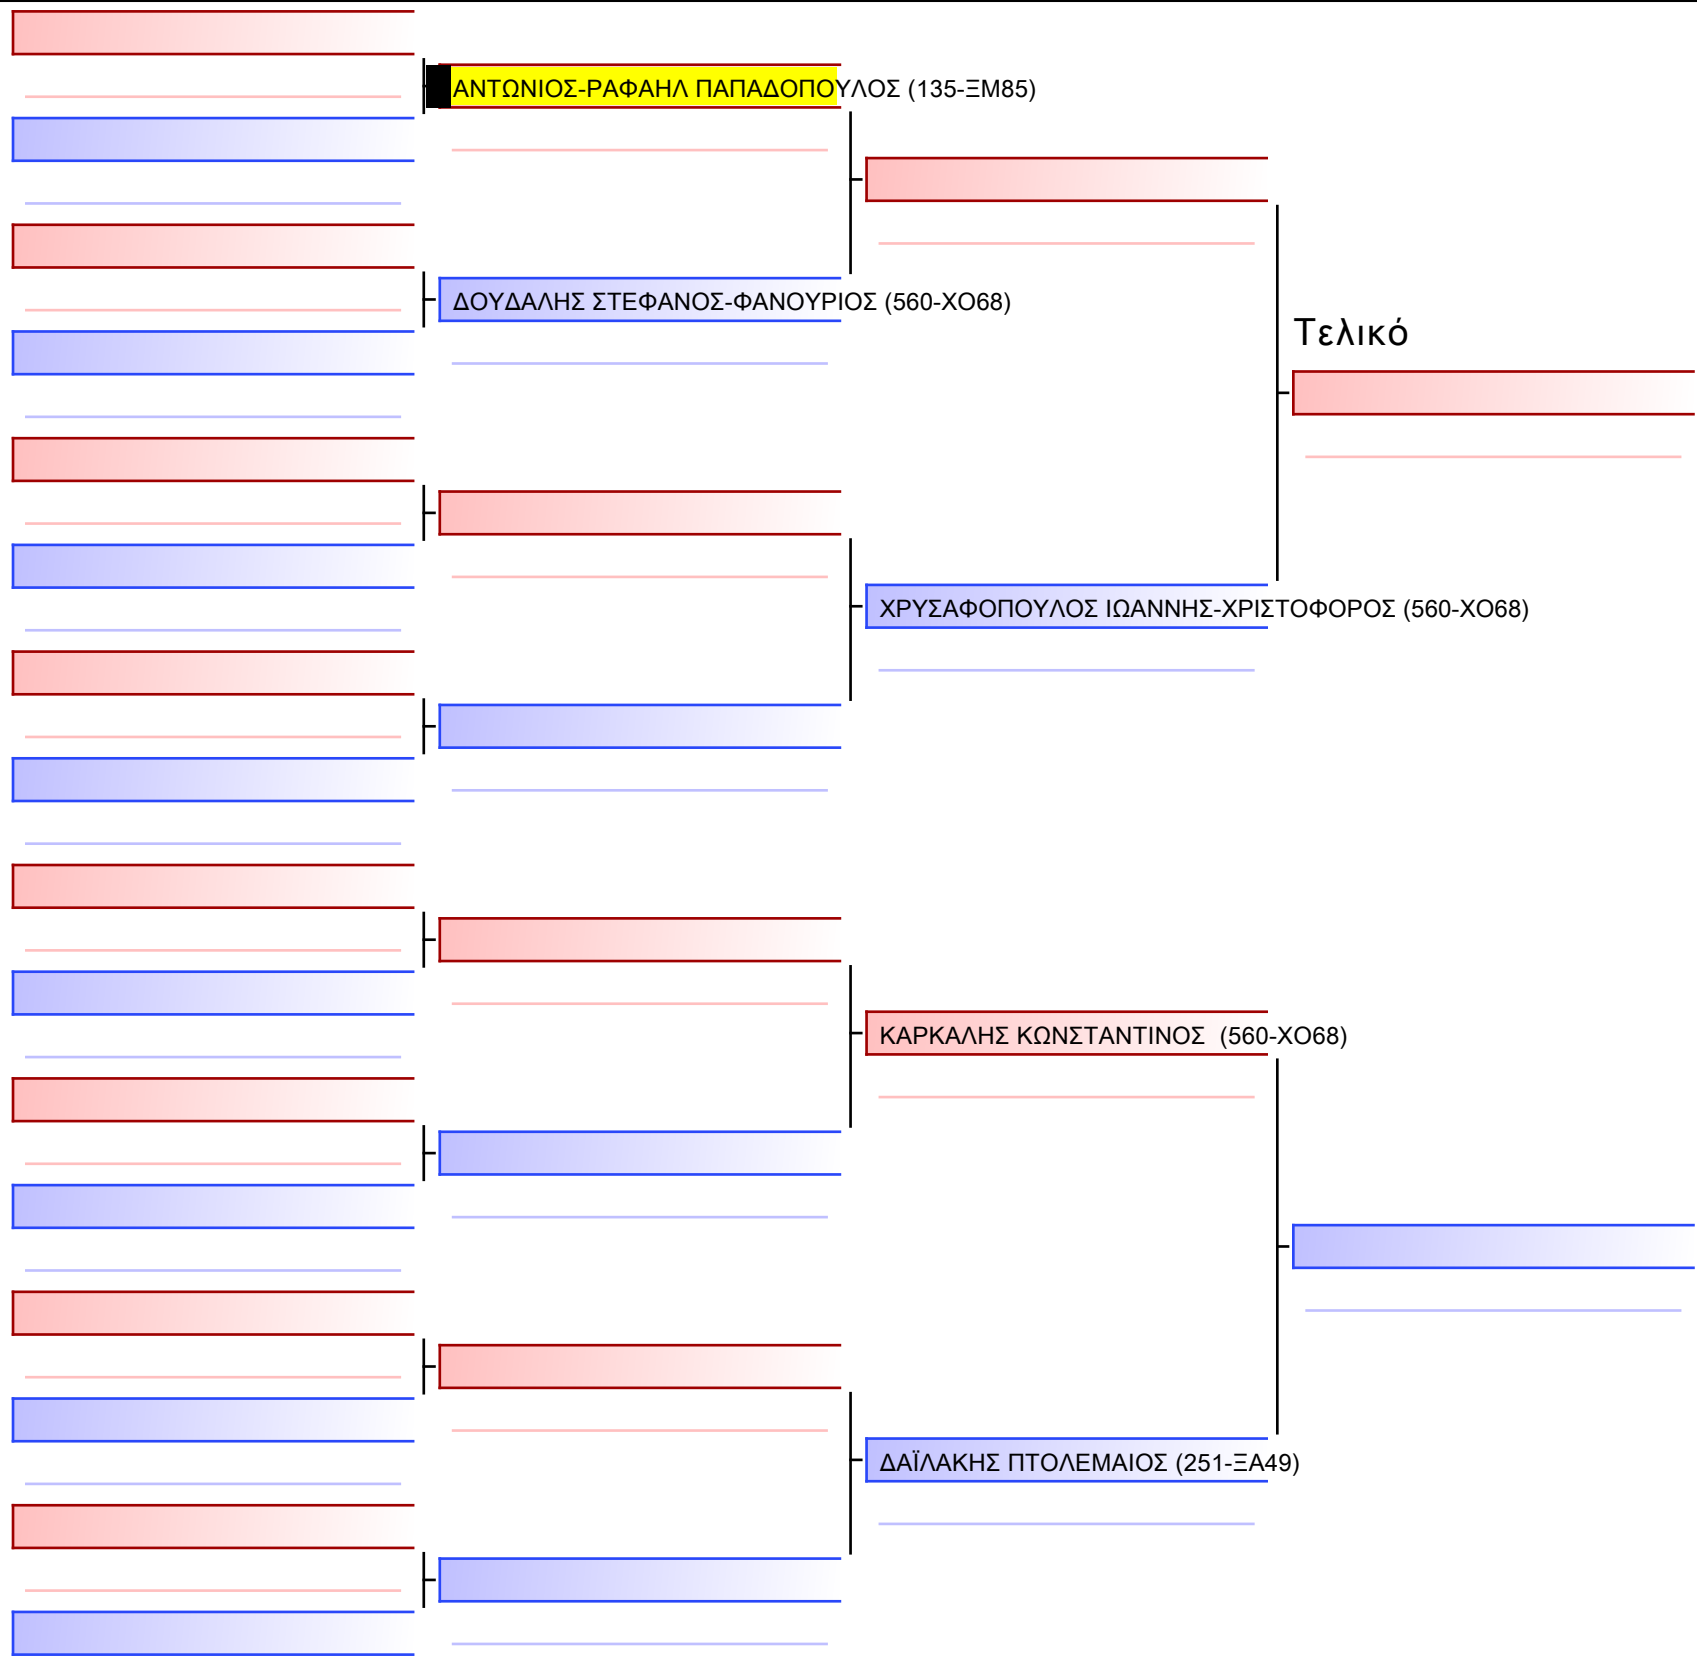 ΑΝΤΩΝΙΟΣ-ΡΑΦΑΗΛ ΠΑΠΑΔΟΠΟΥΛΟΣ (135-ΞΜ85)
ΔΟΥΔΑΛΗΣ ΣΤΕΦΑΝΟΣ-ΦΑΝΟΥΡΙΟΣ (560-ΧΟ68)
Τελικό
ΧΡΥΣΑΦΟΠΟΥΛΟΣ ΙΩΑΝΝΗΣ-ΧΡΙΣΤΟΦΟΡΟΣ (560-ΧΟ68)
ΚΑΡΚΑΛΗΣ ΚΩΝΣΤΑΝΤΙΝΟΣ (560-ΧΟ68)
ΔΑΪΛΑΚΗΣ ΠΤΟΛΕΜΑΙΟΣ (251-ΞΑ49)